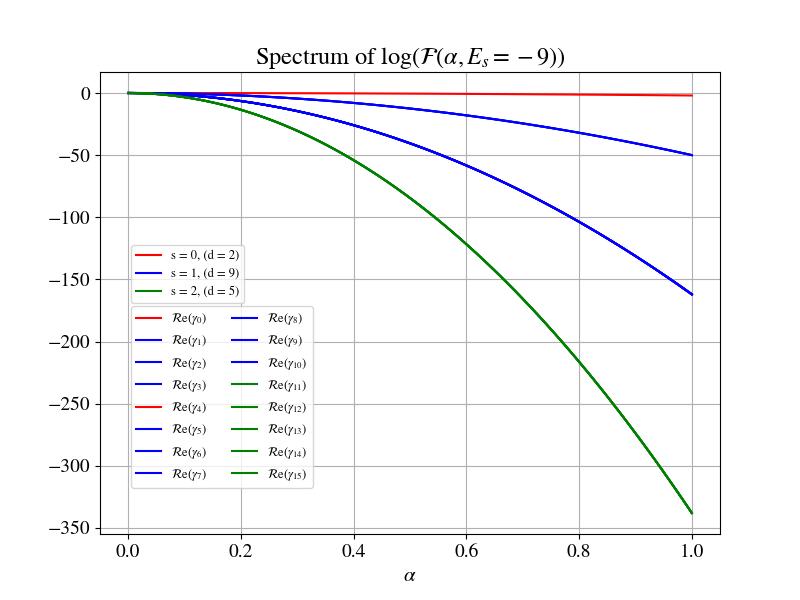 Spectrum of log(ℱ(α, E_s = −9))
0
−50
−100
−150
−200
−250
−300
−350
s = 0, (d = 2)
s = 1, (d = 9)
s = 2, (d = 5)
ℛe(γ₀) ℛe(γ₈)
ℛe(γ₁) ℛe(γ₉)
ℛe(γ₂) ℛe(γ₁₀)
ℛe(γ₃) ℛe(γ₁₁)
ℛe(γ₄) ℛe(γ₁₂)
ℛe(γ₅) ℛe(γ₁₃)
ℛe(γ₆) ℛe(γ₁₄)
ℛe(γ₇) ℛe(γ₁₅)
0.0 0.2 0.4 0.6 0.8 1.0
α